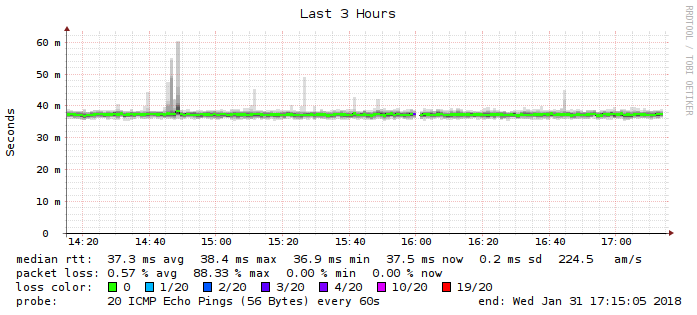 Last 3 Hours
RRDTOOL / TOBI OETIKER
Seconds
60 m
50 m
40 m
30 m
20 m
10 m
0
14:20 14:40 15:00 15:20 15:40 16:00 16:20 16:40 17:00
median rtt: 37.3 ms avg 38.4 ms max 36.9 ms min 37.5 ms now 0.2 ms sd 224.5 am/s
packet loss: 0.57 % avg 88.33 % max 0.00 % min 0.00 % now
loss color: 0 1/20 2/20 3/20 4/20 10/20 19/20
probe: 20 ICMP Echo Pings (56 Bytes) every 60s end: Wed Jan 31 17:15:05 2018